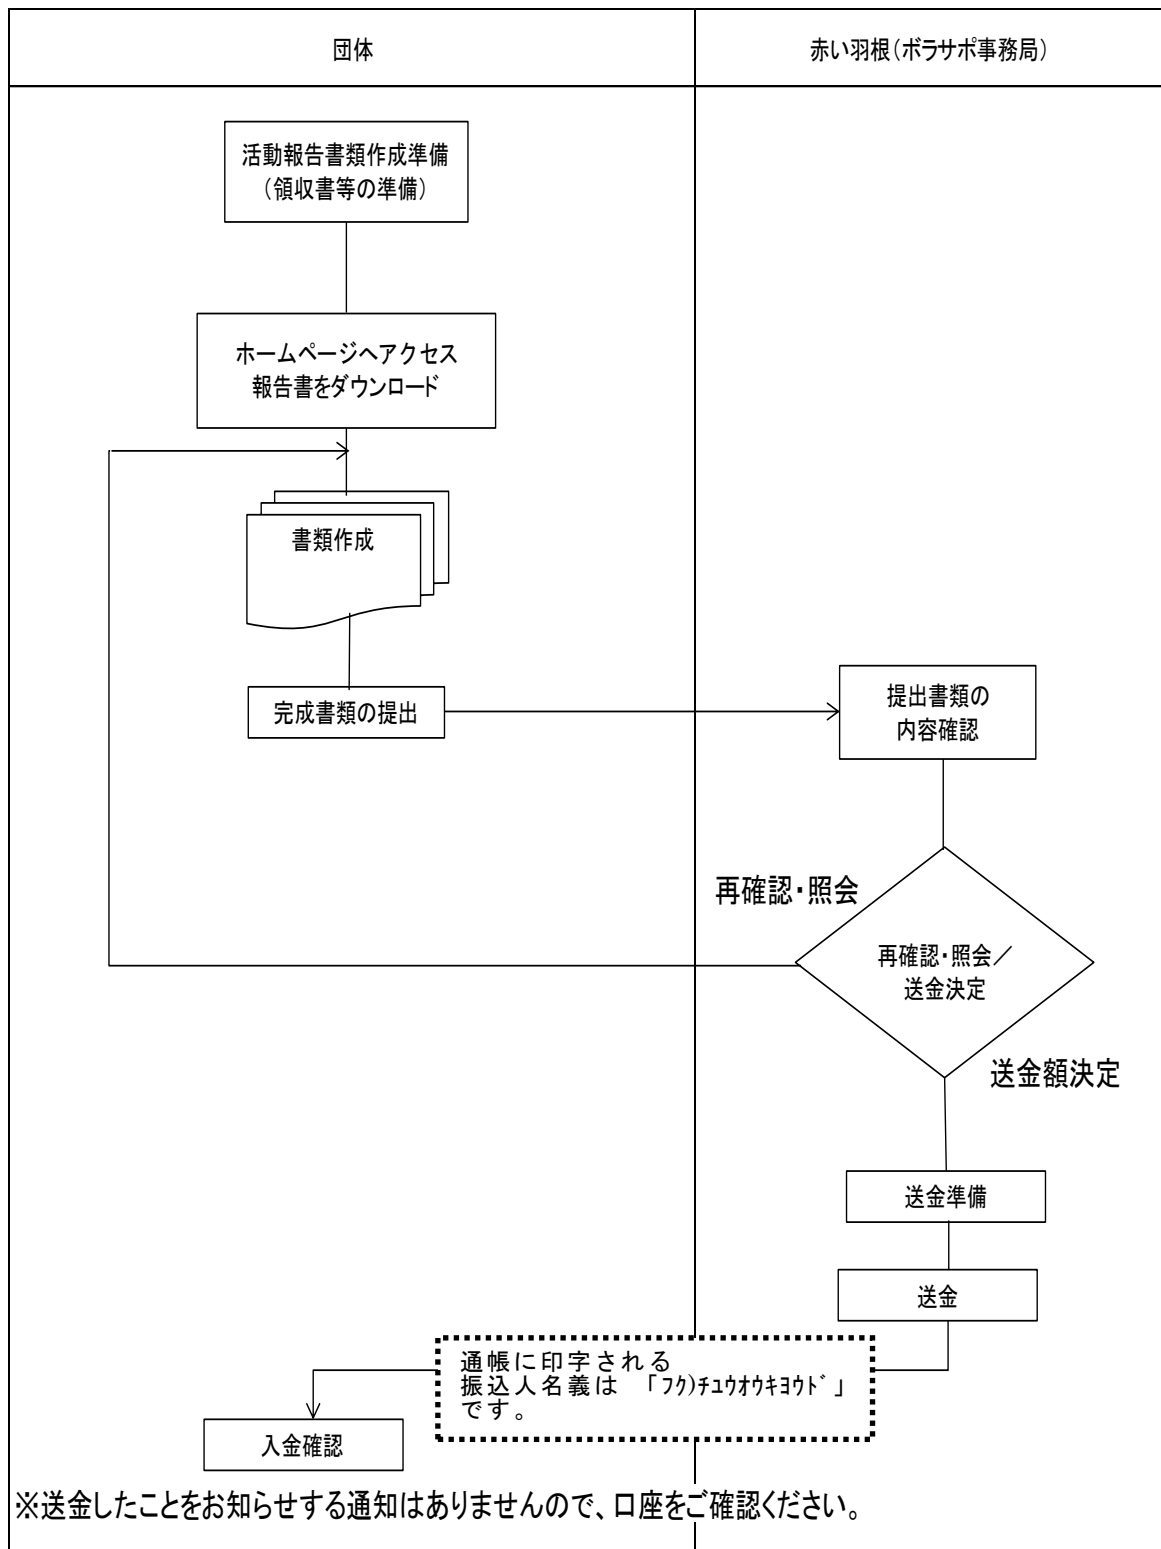 団体
赤い羽根(ボラサポ事務局)
活動報告書類作成準備
(領収書等の準備)
ホームページへアクセス
報告書をダウンロード
書類作成
完成書類の提出
提出書類の
内容確認
再確認・照会
再確認・照会/
送金決定
送金額決定
送金準備
送金
通帳に印字される
振込人名義は 「フク)チユウオウキヨウド」
です。
入金確認
※送金したことをお知らせする通知はありませんので、口座をご確認ください。